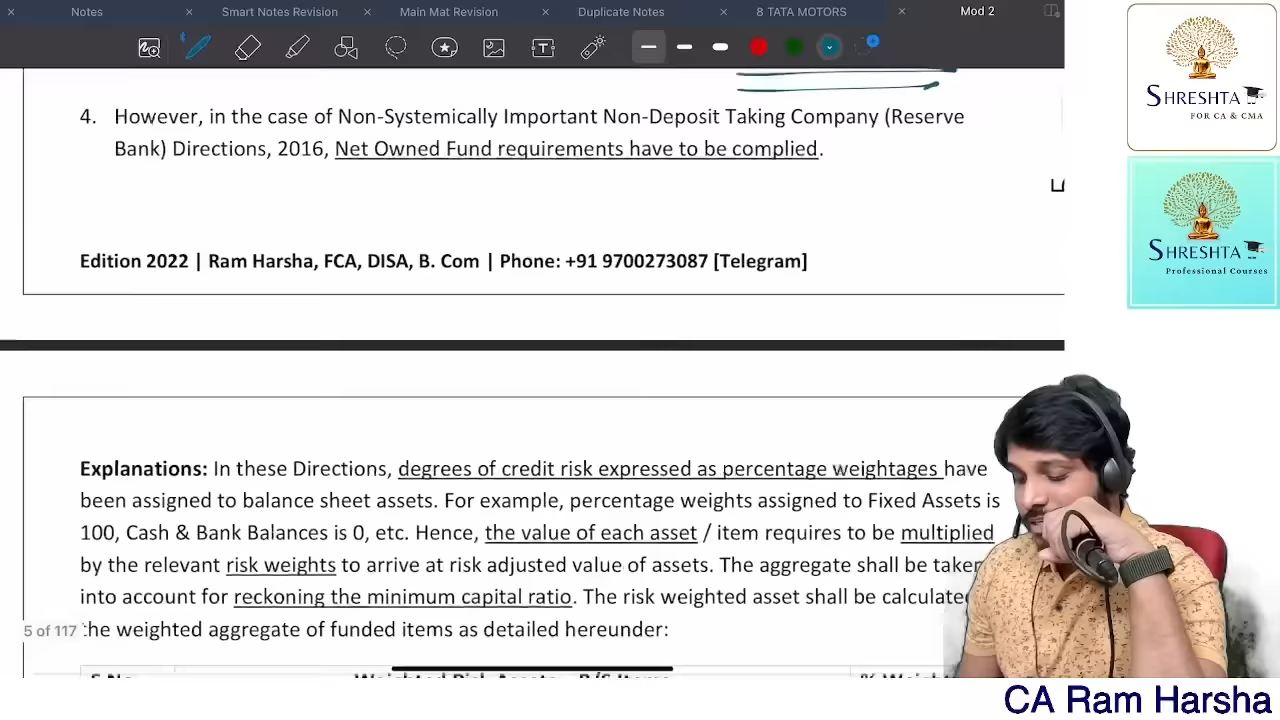 Notes
Smart Notes Revision
Main Mat Revision
Duplicate Notes
8 TATA MOTORS
Mod 2
4. However, in the case of Non-Systemically Important Non-Deposit Taking Company (Reserve
Bank) Directions, 2016, Net Owned Fund requirements have to be complied.
Edition 2022 | Ram Harsha, FCA, DISA, B. Com | Phone: +91 9700273087 [Telegram]
Explanations: In these Directions, degrees of credit risk expressed as percentage weightages have
been assigned to balance sheet assets. For example, percentage weights assigned to Fixed Assets is
100, Cash & Bank Balances is 0, etc. Hence, the value of each asset / item requires to be multiplied
by the relevant risk weights to arrive at risk adjusted value of assets. The aggregate shall be taken
into account for reckoning the minimum capital ratio. The risk weighted asset shall be calculated
the weighted aggregate of funded items as detailed hereunder:
5 of 117
SHRESHTA
FOR CA & CMA
SHRESHTA
Professional Courses
CA Ram Harsha